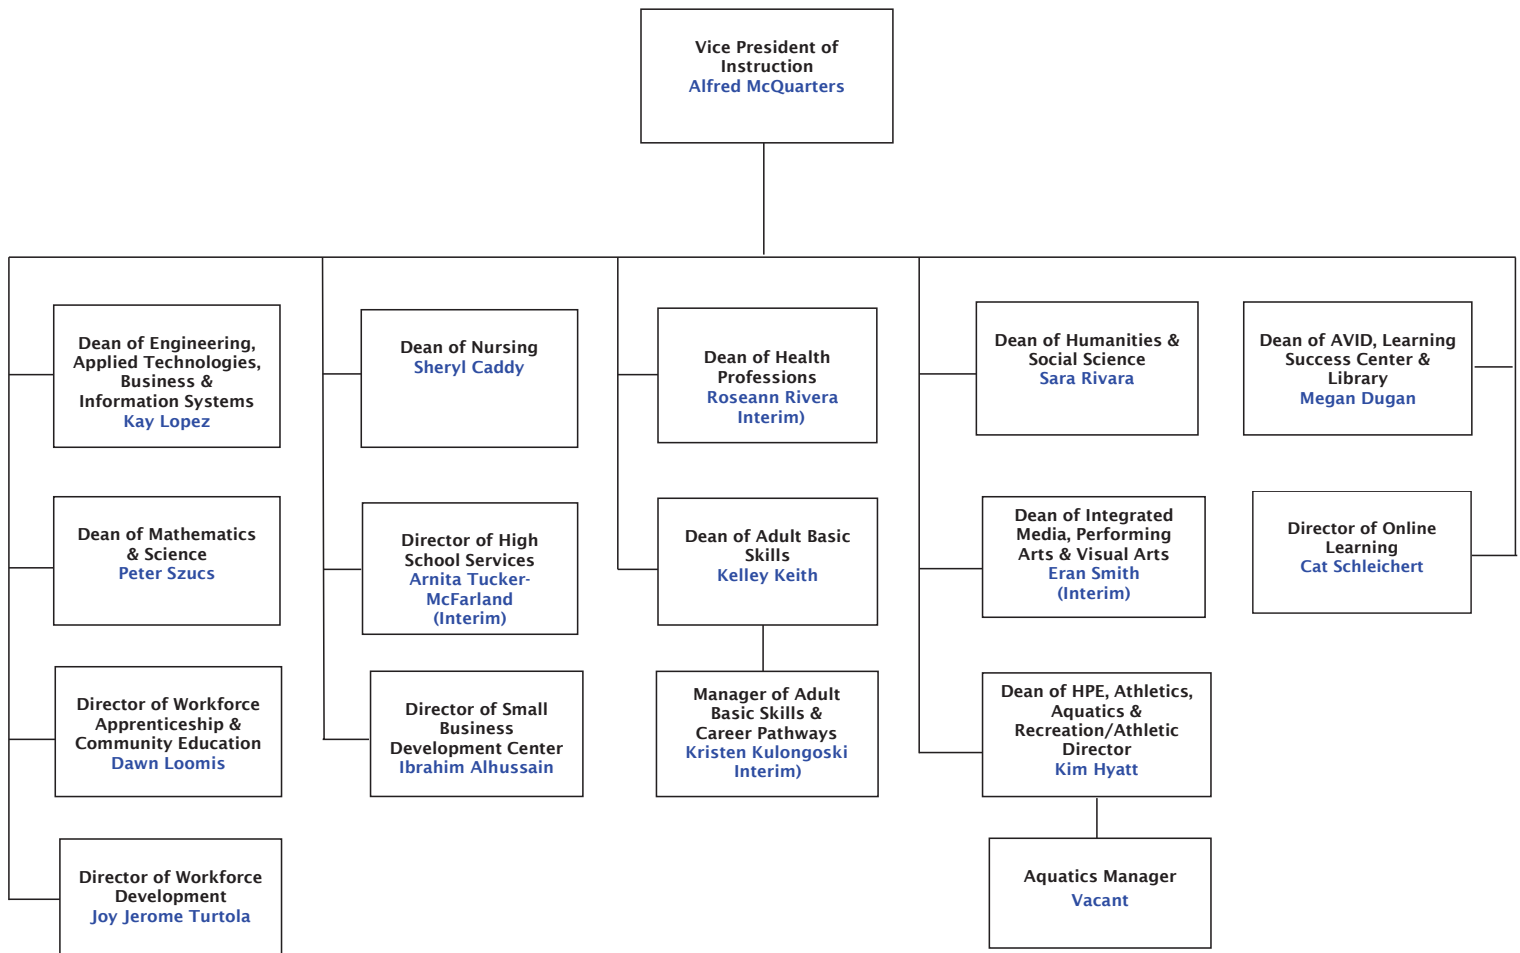 Vice President of
Instruction
Alfred McQuarters
Dean of Engineering,
Applied Technologies,
Business &
Information Systems
Kay Lopez
Dean of Nursing
Sheryl Caddy
Dean of Health
Professions
Roseann Rivera
Interim)
Dean of Humanities &
Social Science
Sara Rivara
Dean of AVID, Learning
Success Center &
Library
Megan Dugan
Dean of Mathematics
& Science
Peter Szucs
Director of High
School Services
Arnita Tucker-
McFarland
(Interim)
Dean of Adult Basic
Skills
Kelley Keith
Dean of Integrated
Media, Performing
Arts & Visual Arts
Eran Smith
(Interim)
Director of Online
Learning
Cat Schleichert
Director of Workforce
Apprenticeship &
Community Education
Dawn Loomis
Director of Small
Business
Development Center
Ibrahim Alhussain
Manager of Adult
Basic Skills &
Career Pathways
Kristen Kulongoski
Interim)
Dean of HPE, Athletics,
Aquatics &
Recreation/Athletic
Director
Kim Hyatt
Director of Workforce
Development
Joy Jerome Turtola
Aquatics Manager
Vacant